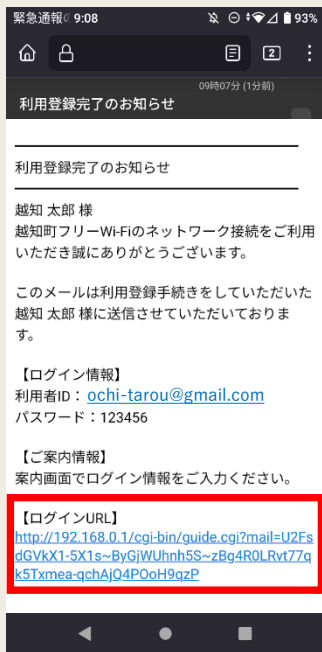 緊急通報 9:08 93%
2
09時07分 (1分前)
利用登録完了のお知らせ
利用登録完了のお知らせ
越知 太郎 様
越知町フリーWi-Fiのネットワーク接続をご利用
いただき誠にありがとうございます。
このメールは利用登録手続きをしていただいた
越知 太郎 様に送信させていただいておりま
す。
【ログイン情報】
利用者ID： ochi-tarou@gmail.com
パスワード：123456
【ご案内情報】
案内画面でログイン情報をご入力ください。
【ログインURL】
http://192.168.0.1/cgi-bin/guide.cgi?mail=U2Fs
dGVkX1-5X1s~ByGjWUhnh5S~zBg4R0LRvt77q
k5Txmea-qchAjQ4POoH9qzP